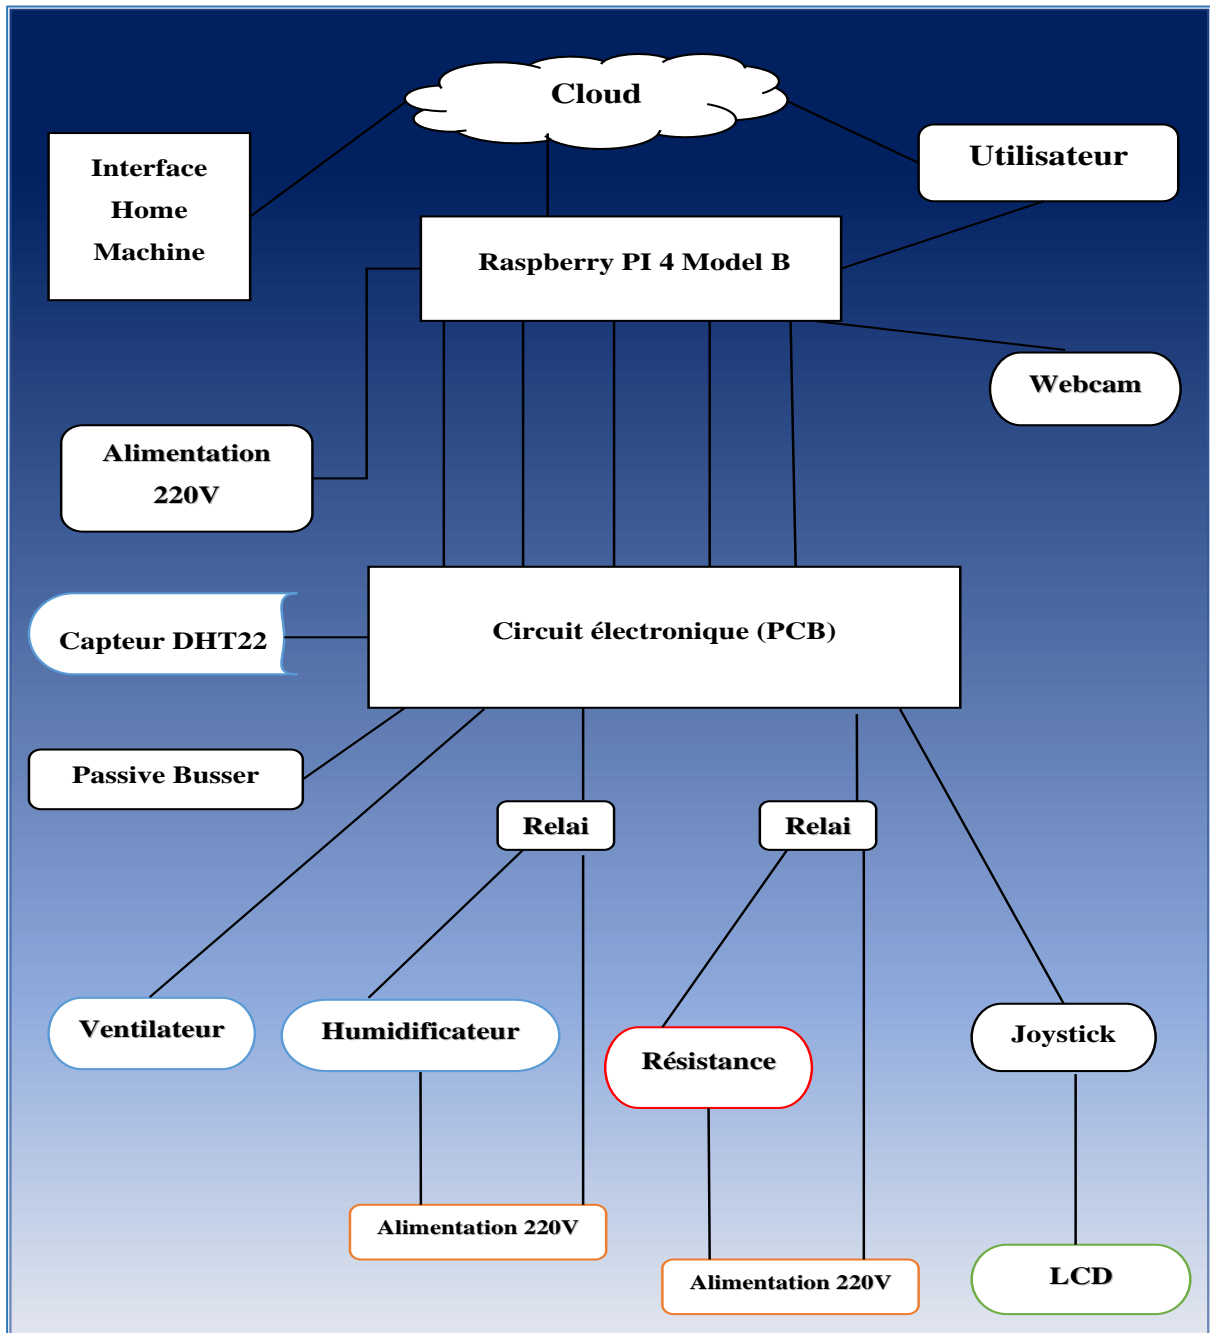 Cloud
Utilisateur
Interface
Home
Machine
Raspberry PI 4 Model B
Webcam
Alimentation
220V
Capteur DHT22
Circuit électronique (PCB)
Passive Busser
Relai
Relai
Ventilateur
Humidificateur
Résistance
Joystick
Alimentation 220V
Alimentation 220V
LCD